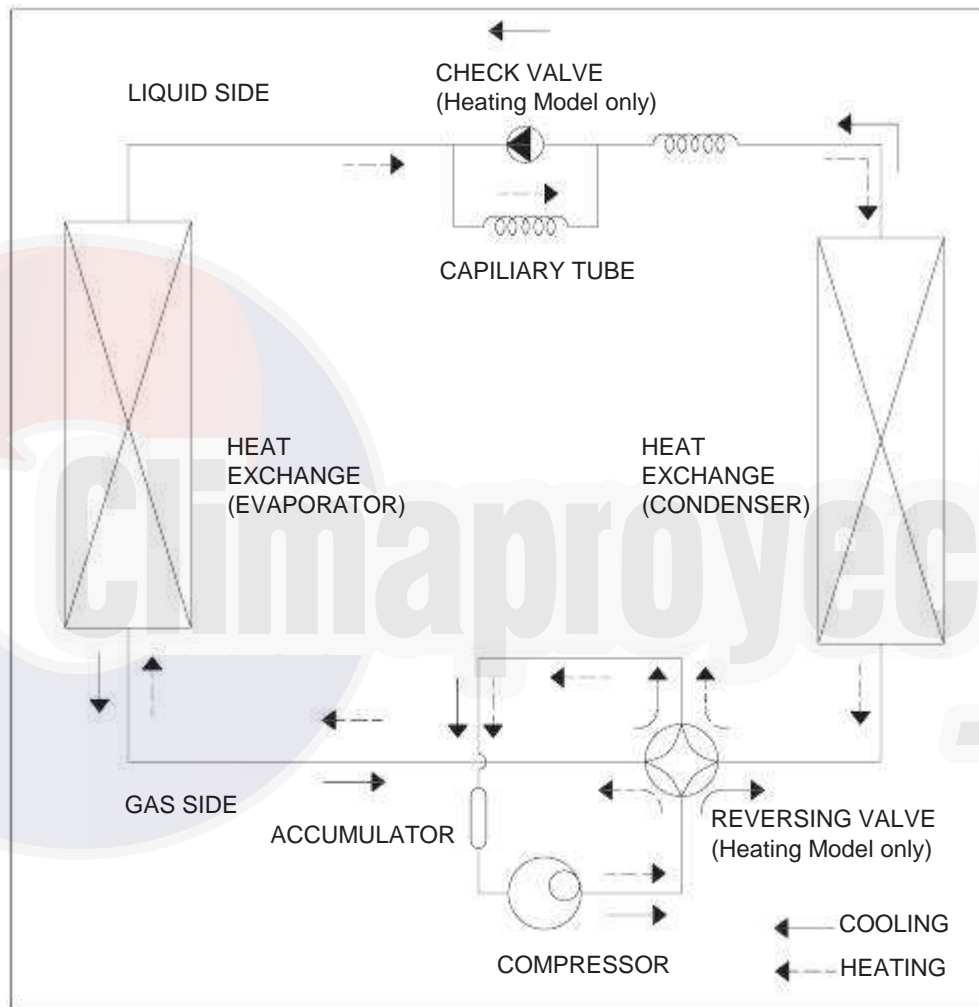 CHECK VALVE
(Heating Model only)
LIQUID SIDE
CAPILIARY TUBE
HEAT
EXCHANGE
(EVAPORATOR)
HEAT
EXCHANGE
(CONDENSER)
Climaproyec
GAS SIDE
ACCUMULATOR
REVERSING VALVE
(Heating Model only)
COMPRESSOR
COOLING
HEATING